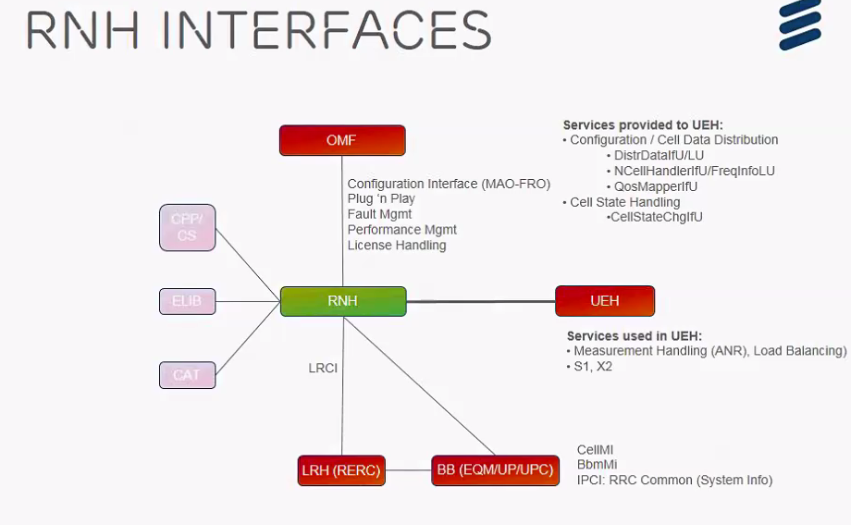 RNH INTERFACES
OMF
Services provided to UEH:
• Configuration / Cell Data Distribution
• DistrDataIfU/LU
• NCellHandlerIfU/FreqInfoLU
• QosMapperIfU
• Cell State Handling
•CellStateChgIfU
Configuration Interface (MAO-FRO)
Plug 'n Play
Fault Mgmt
Performance Mgmt
License Handling
CPP/
CS
ELIB
RNH
UEH
CAT
Services used in UEH:
• Measurement Handling (ANR), Load Balancing)
• S1, X2
LRCI
LRH (RERC)
BB (EQM/UP/UPC)
CellMI
BbmMi
IPCI: RRC Common (System Info)